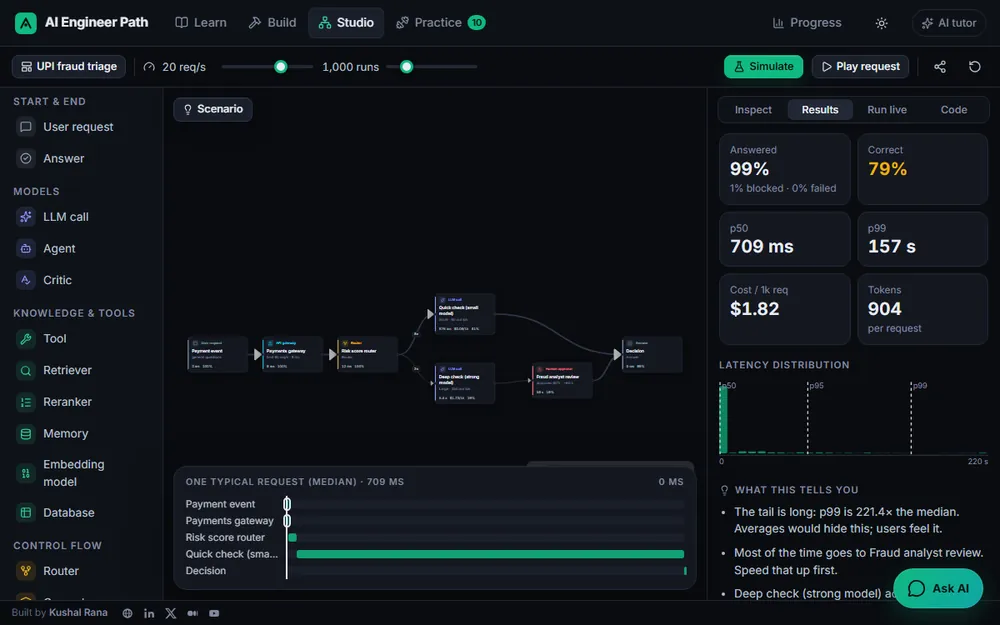 AI Engineer Path
Learn
Build
Studio
Practice 10
Progress
AI tutor
UPI fraud triage
20 req/s
1,000 runs
Simulate
Play request
START & END
User request
Answer
MODELS
LLM call
Agent
Critic
KNOWLEDGE & TOOLS
Tool
Retriever
Reranker
Memory
Embedding
model
Database
CONTROL FLOW
Router
Scenario
Payment event
Payments gateway
Risk score router
Quick check (small
model)
Deep check (strong
model)
Fraud analyst review
Decision
ONE TYPICAL REQUEST (MEDIAN) · 709 MS
0 MS
Payment event
Payments gateway
Risk score router
Quick check (sma...
Decision
Inspect
Results
Run live
Code
Answered
99%
1% blocked · 0% failed
Correct
79%
p50
709 ms
p99
157 s
Cost / 1k req
$1.82
Tokens
904
per request
LATENCY DISTRIBUTION
p50
p95
p99
0
220 s
WHAT THIS TELLS YOU
• The tail is long: p99 is 221.4× the median.
Averages would hide this; users feel it.
• Most of the time goes to Fraud analyst review.
Speed that up first.
• Deep check (strong model)
Ask AI
Built by Kushal Rana